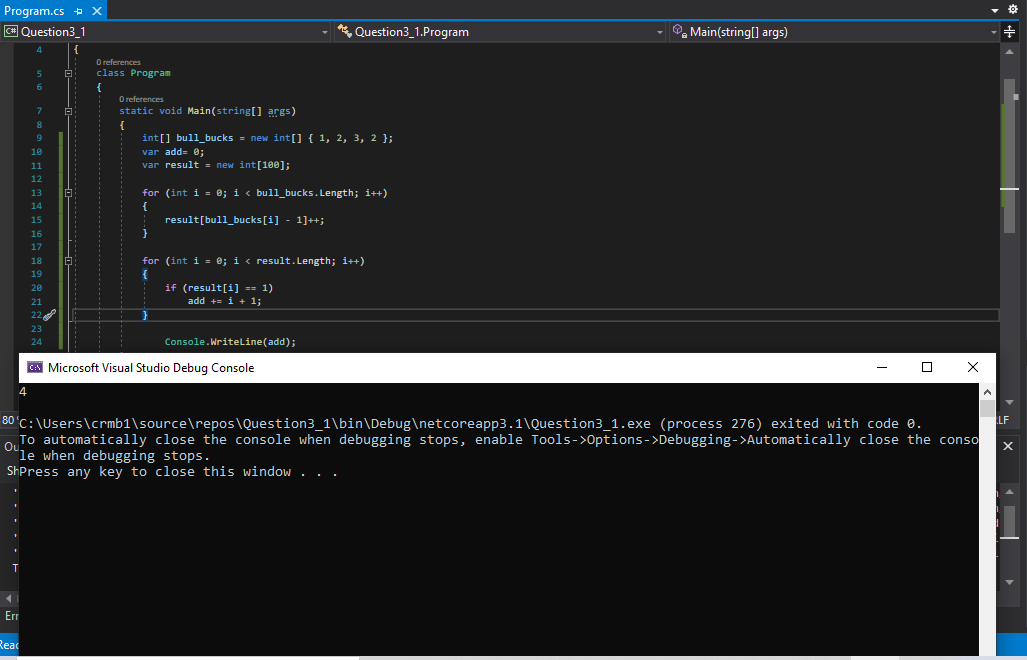 Program.cs
C# Question3_1
Question3_1.Program
Main(string[] args)
4 {
0 references
5 class Program
6 {
0 references
7 static void Main(string[] args)
8 {
9 int[] bull_bucks = new int[] { 1, 2, 3, 2 };
10 var add= 0;
11 var result = new int[100];
12
13 for (int i = 0; i < bull_bucks.Length; i++)
14 {
15 result[bull_bucks[i] - 1]++;
16 }
17
18 for (int i = 0; i < result.Length; i++)
19 {
20 if (result[i] == 1)
21 add += i + 1;
22 }
23
24 Console.WriteLine(add);
Microsoft Visual Studio Debug Console
4
80
LF
C:\Users\crmb1\source\repos\Question3_1\bin\Debug\netcoreapp3.1\Question3_1.exe (process 276) exited with code 0.
To automatically close the console when debugging stops, enable Tools->Options->Debugging->Automatically close the conso
le when debugging stops.
Press any key to close this window . . .
Ou
Sh
T
Err
Read